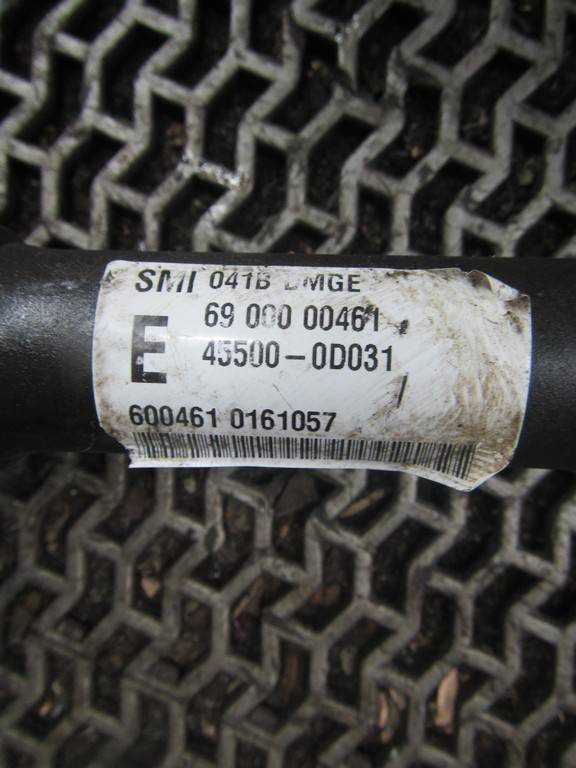 SMI 041B DMGE
E
69 000 00461
45500-0D031
600461 0161057